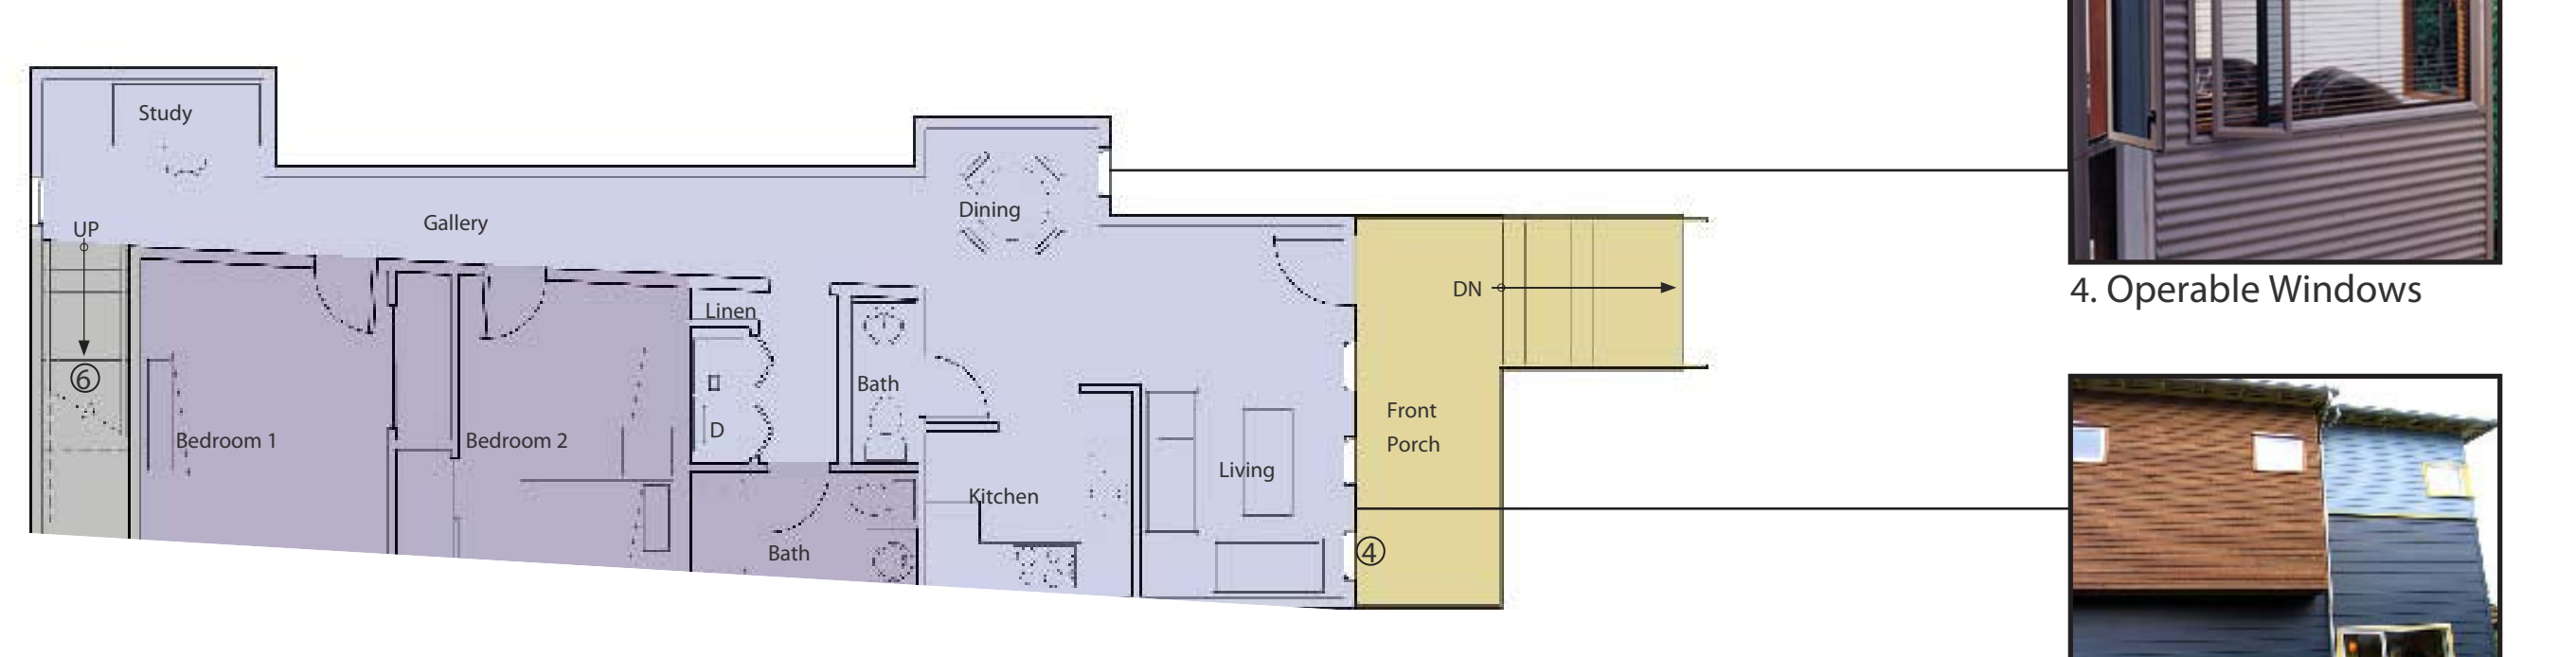 Study
UP
Gallery
Dining
DN
4. Operable Windows
Linen
⑥
Bath
D
Bedroom 1
Bedroom 2
Front
Porch
Living
Kitchen
Bath
④